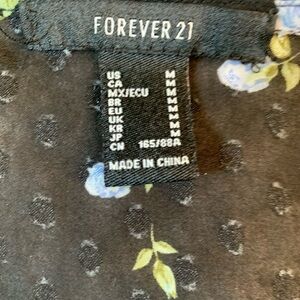 FOREVER 21
US M
CA M
MX/ECU M
BR M
EU M
UK M
KR M
JP M
CN 165/88A
MADE IN CHINA